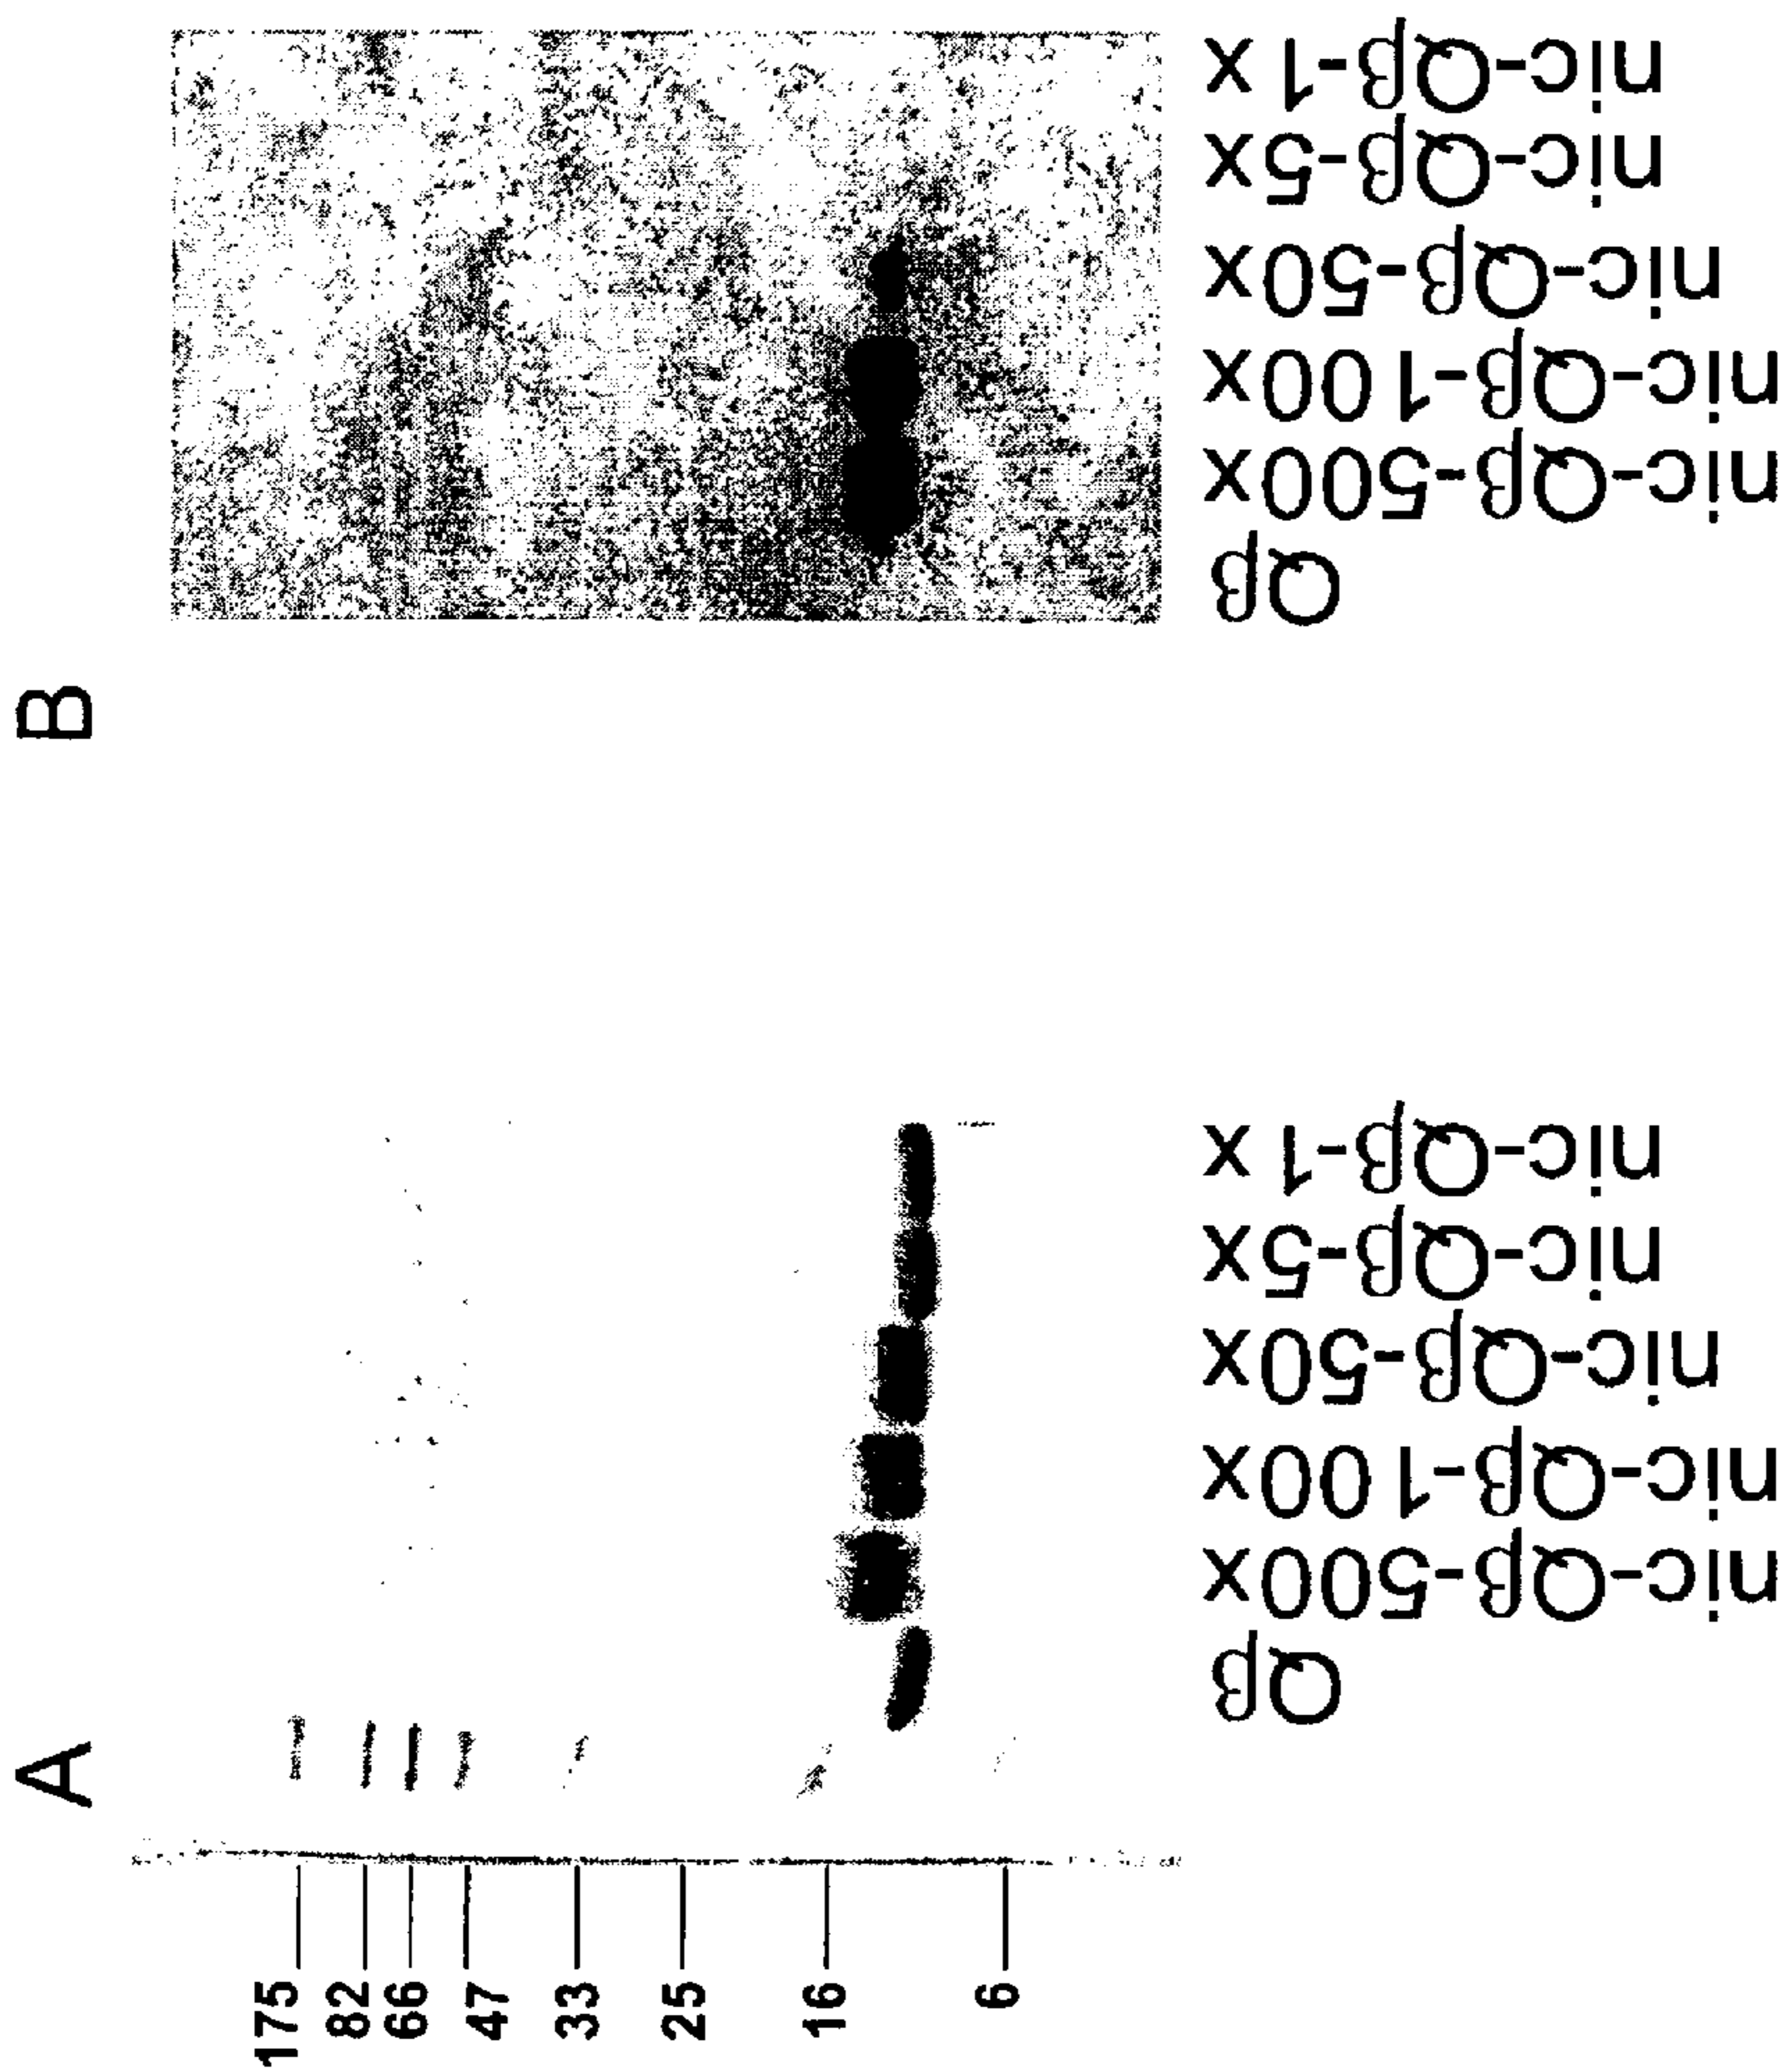 A
175
82
66
47
33
25
16
6
Qβ
nic-Qβ-500x
nic-Qβ-100x
nic-Qβ-50x
nic-Qβ-5x
nic-Qβ-1x
B
Qβ
nic-Qβ-500x
nic-Qβ-100x
nic-Qβ-50x
nic-Qβ-5x
nic-Qβ-1x